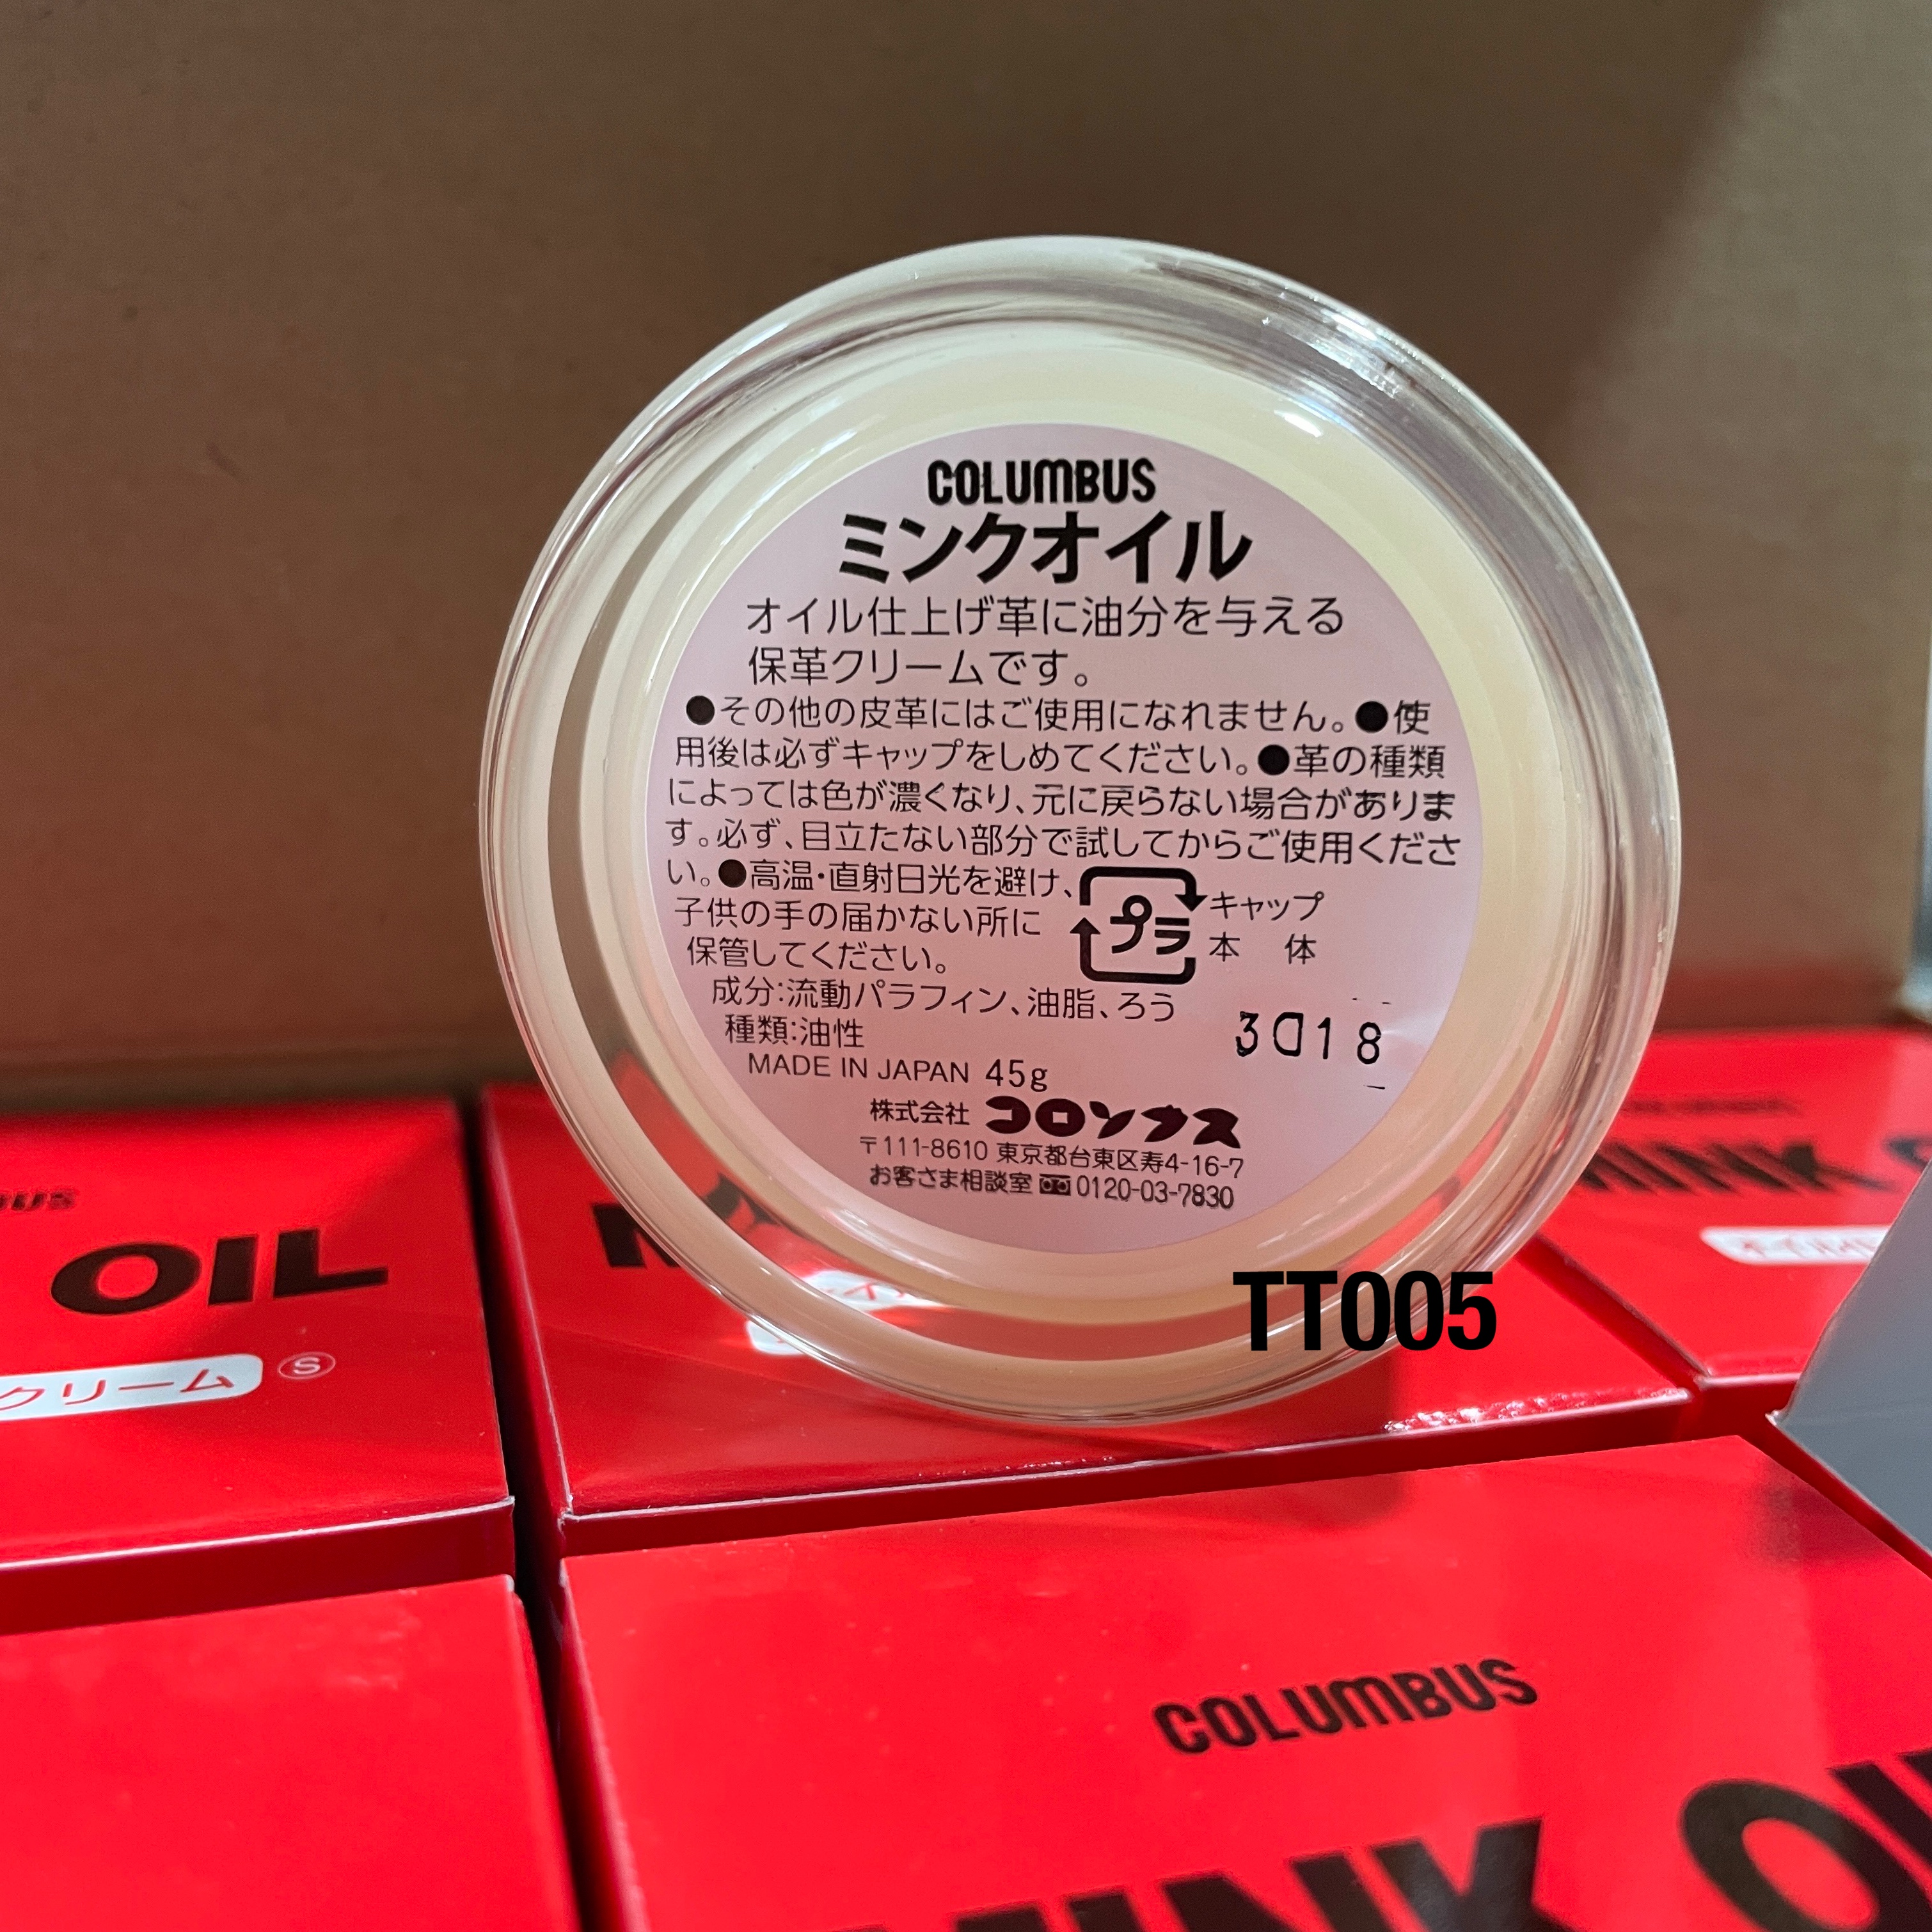 COLUMBUS
ミンクオイル
オイル仕上げ革に油分を与える
保革クリームです。
●その他の皮革にはご使用になれません。●使
用後は必ずキャップをしめてください。●革の種類
によっては色が濃くなり、元に戻らない場合がありま
す。必ず、目立たない部分で試してからご使用くださ
い。●高温・直射日光を避け、
子供の手の届かない所に
保管してください。
プラ
キャップ
本 体
成分:流動パラフィン、油脂、ろう
種類:油性
MADE IN JAPAN 45g
3D18
株式会社 コロンブス
〒111-8610 東京都台東区寿4-16-7
お客さま相談室 0120-03-7830
TT005
OIL
クリーム Ⓢ
MINK
COLUMBUS